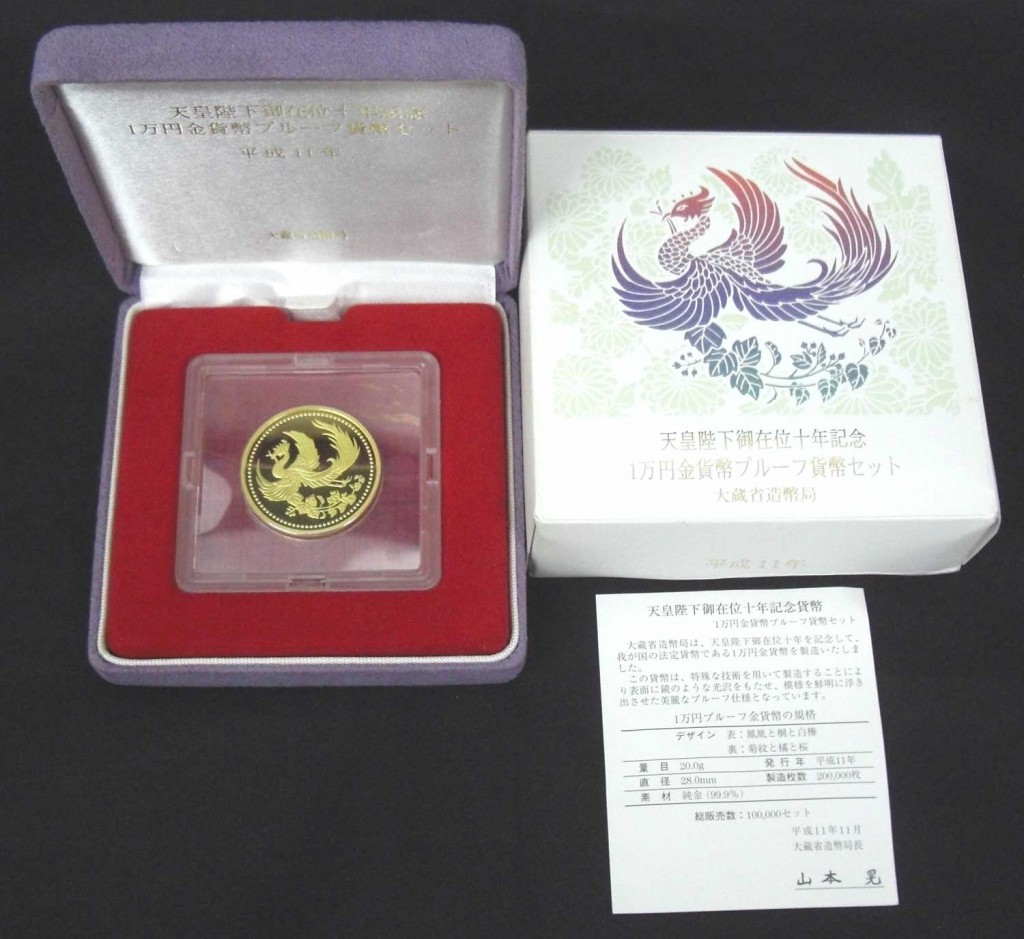 天皇陛下御在位十年記念
1万円金貨幣プルーフ貨幣セット
平成11年
大蔵省造幣局
天皇陛下御在位十年記念
1万円金貨幣プルーフ貨幣セット
大蔵省造幣局
平成11年
天皇陛下御在位十年記念貨幣
1万円金貨幣プルーフ貨幣セット
大蔵省造幣局は、天皇陛下御在位十年を記念して、
我が国の法定貨幣である1万円金貨幣を製造いたしま
した。
この貨幣は、特殊な技術を用いて製造することによ
り表面に鏡のような光沢をもたせ、模様を鮮明に浮き
出させた美麗なプルーフ仕様となっています。
1万円プルーフ金貨幣の規格
デザイン 表：鳳凰と桐と白樺
裏：菊紋と橘と桜
量目 20.0g 発行年 平成11年
直径 28.0mm 製造枚数 200,000枚
素材 純金（99.9%）
総販売数：100,000セット
平成11年11月
大蔵省造幣局長
山本 晃